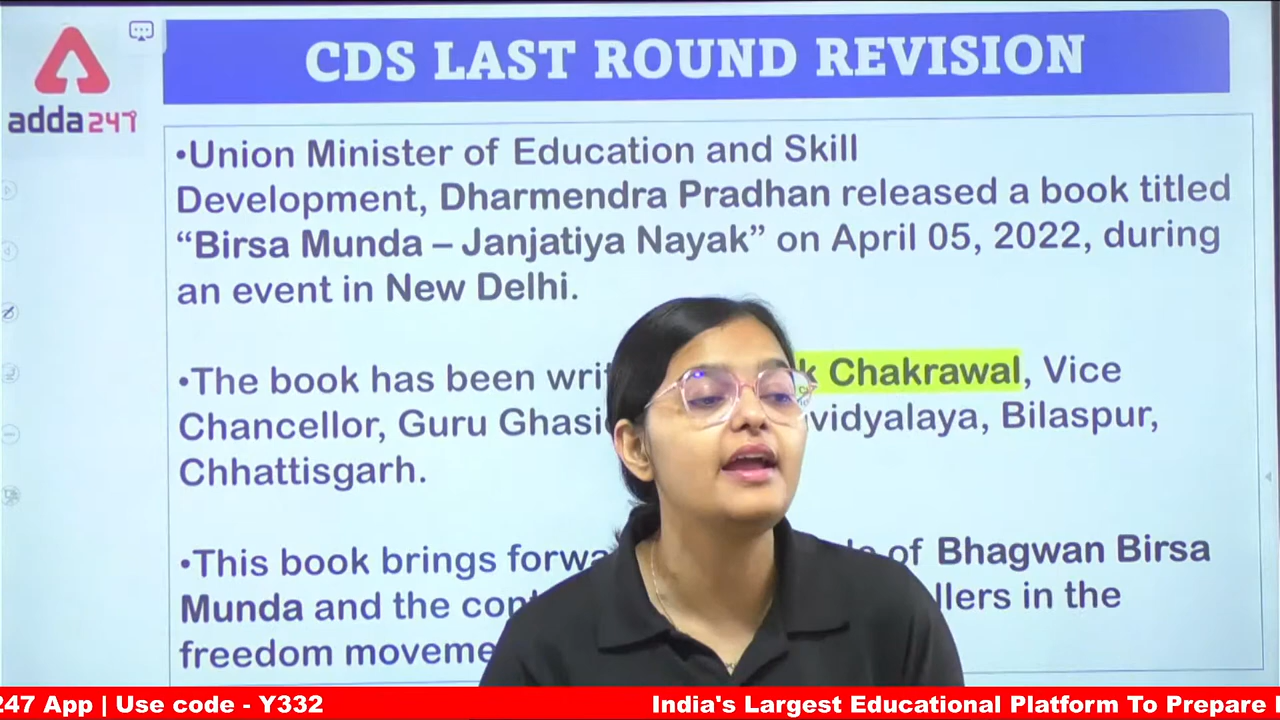 CDS LAST ROUND REVISION
adda247
•Union Minister of Education and Skill
Development, Dharmendra Pradhan released a book titled
“Birsa Munda – Janjatiya Nayak” on April 05, 2022, during
an event in New Delhi.
•The book has been writ k Chakrawal, Vice
Chancellor, Guru Ghasi vidyalaya, Bilaspur,
Chhattisgarh.
•This book brings forwa of Bhagwan Birsa
Munda and the cont llers in the
freedom moveme
247 App | Use code - Y332 India's Largest Educational Platform To Prepare